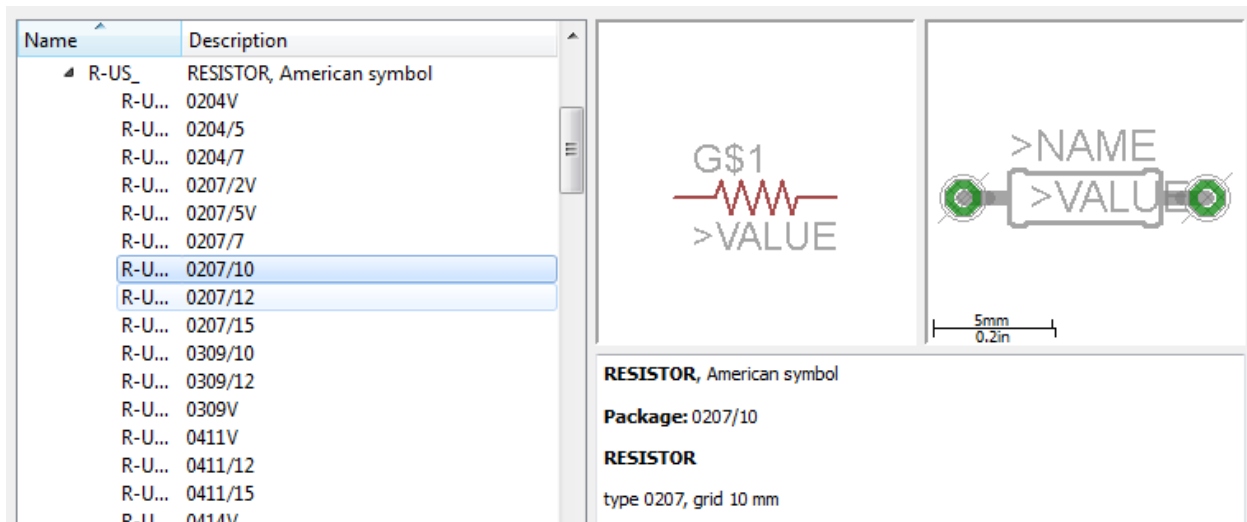 Name Description
R-US_ RESISTOR, American symbol
R-U... 0204V
R-U... 0204/5
R-U... 0204/7
R-U... 0207/2V
R-U... 0207/5V
R-U... 0207/7
R-U... 0207/10
R-U... 0207/12
R-U... 0207/15
R-U... 0309/10
R-U... 0309/12
R-U... 0309V
R-U... 0411V
R-U... 0411/12
R-U... 0411/15
R-U... 0414V
G$1
>VALUE
>NAME
>VALUE
5mm
0.2in
RESISTOR, American symbol
Package: 0207/10
RESISTOR
type 0207, grid 10 mm